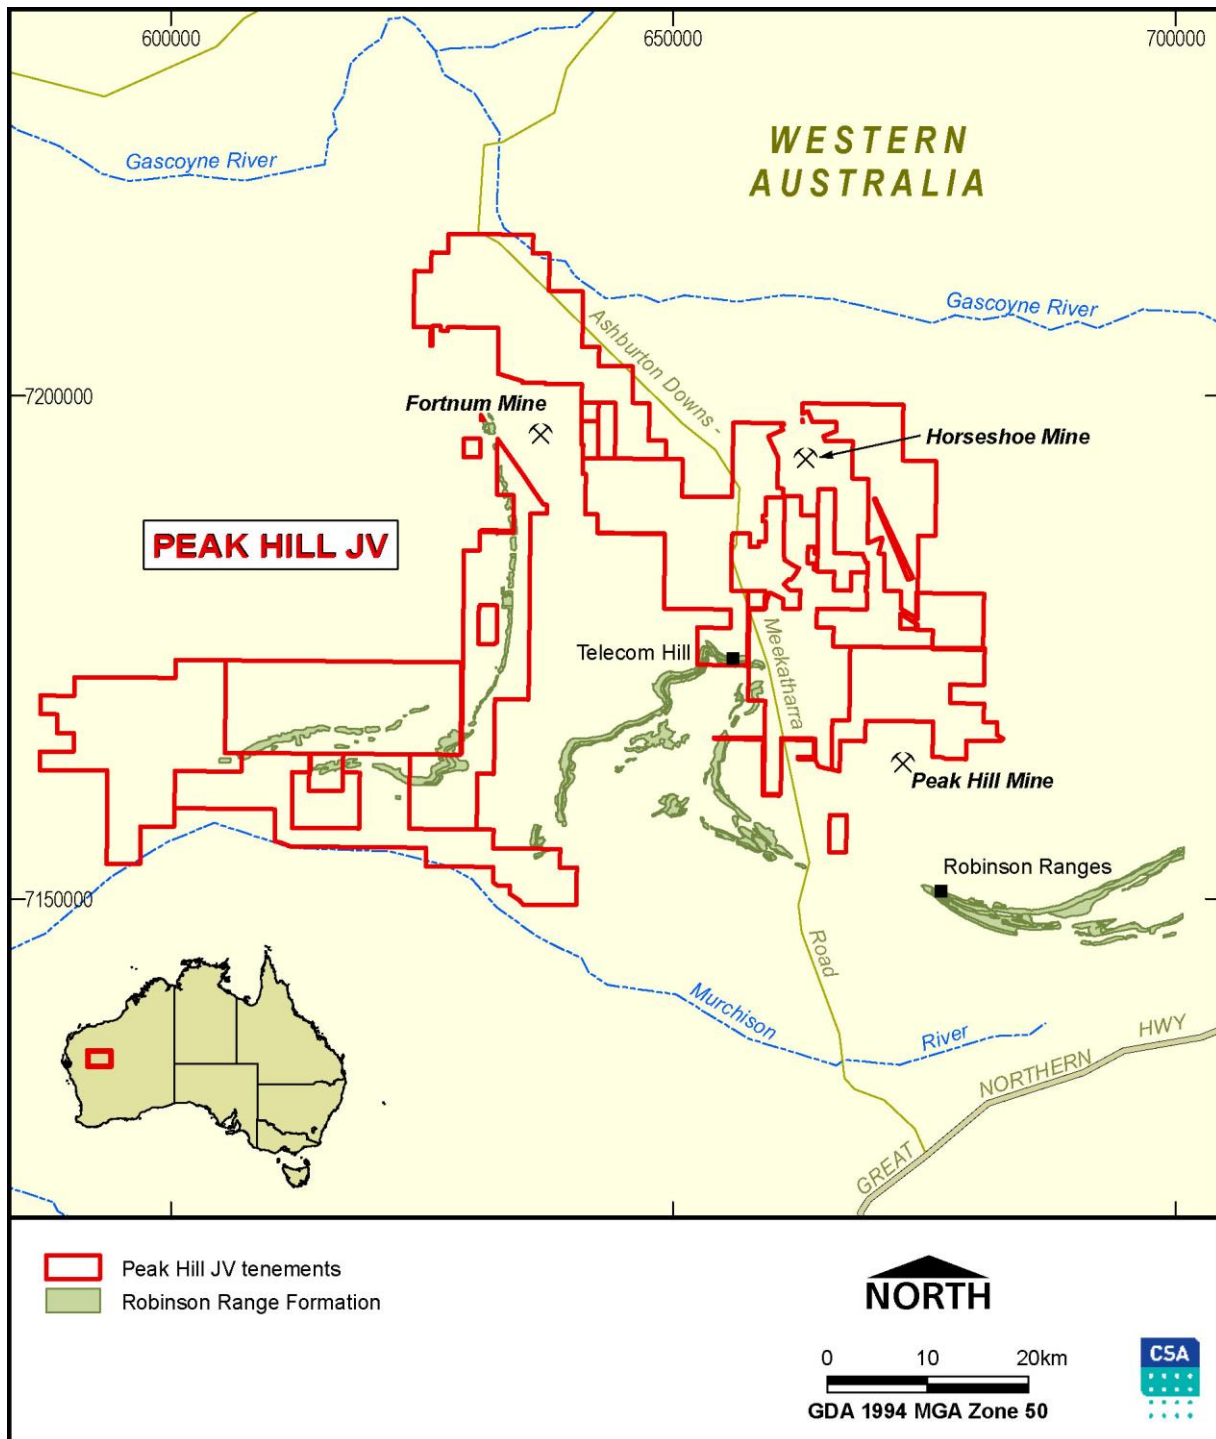 600000
650000
700000
WESTERN
AUSTRALIA
Gascoyne River
Gascoyne River
Ashburton Downs -
7200000
Fortnum Mine
Horseshoe Mine
PEAK HILL JV
Telecom Hill
Meekatharra
Peak Hill Mine
Robinson Ranges
7150000
Road
Murchison
River
GREAT
NORTHERN
HWY
Peak Hill JV tenements
Robinson Range Formation
NORTH
0 10 20km
GDA 1994 MGA Zone 50
CSA